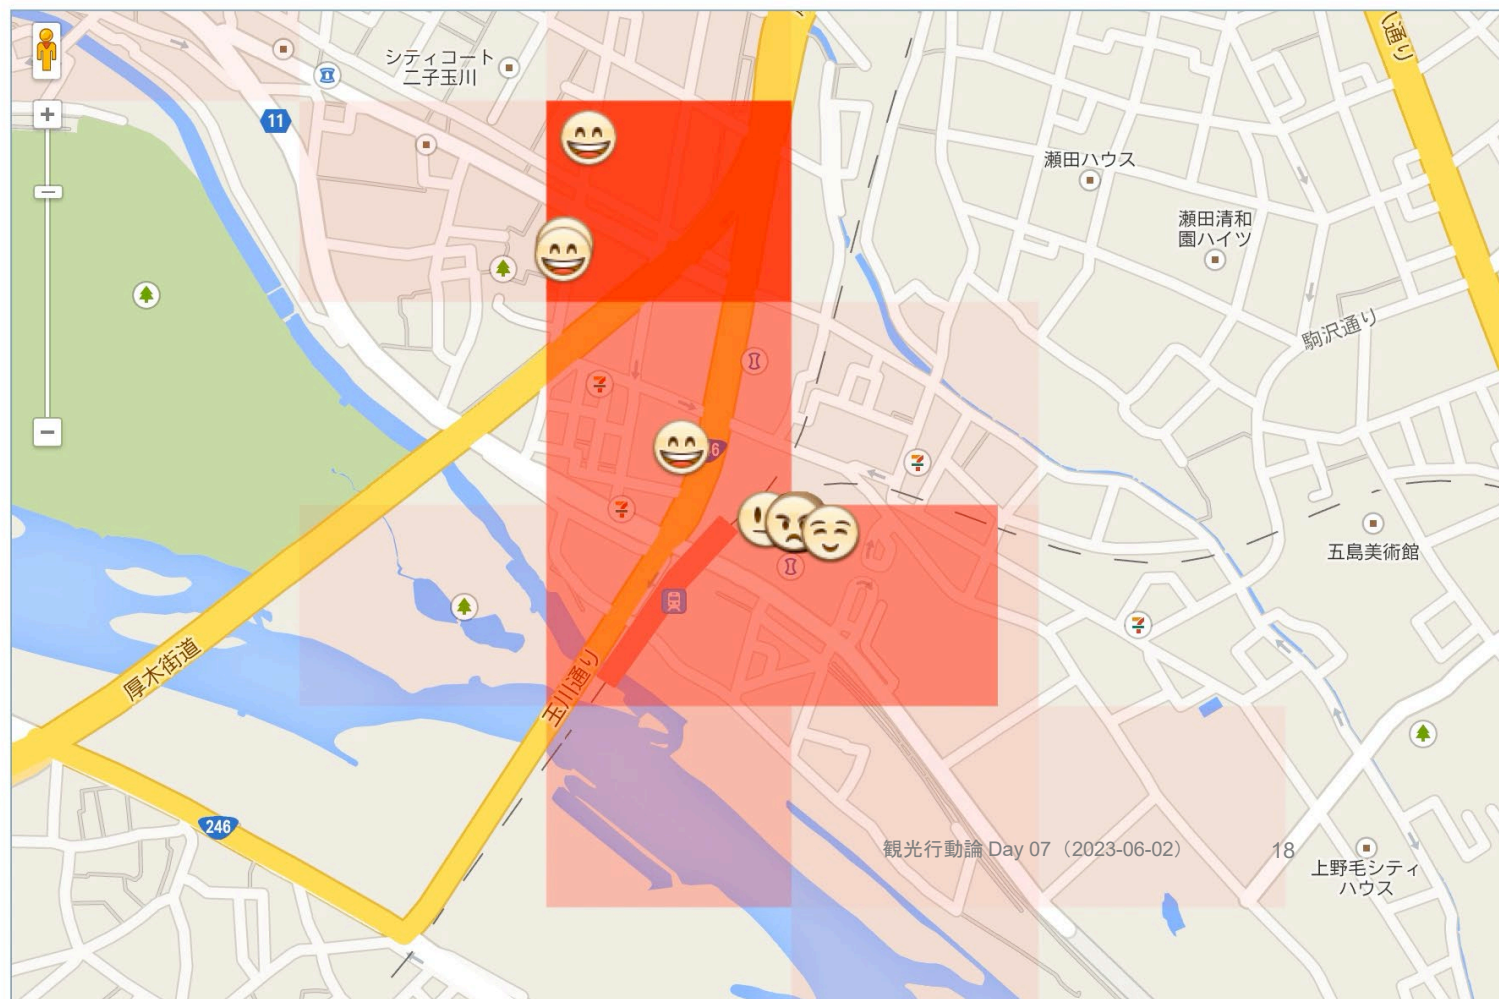 シティコート
二子玉川
い通り
11
瀬田ハウス
瀬田清和
園ハイツ
駒沢通り
五島美術館
厚木街道
玉川通り
246
観光行動論 Day 07（2023-06-02）
18
上野毛シティ
ハウス